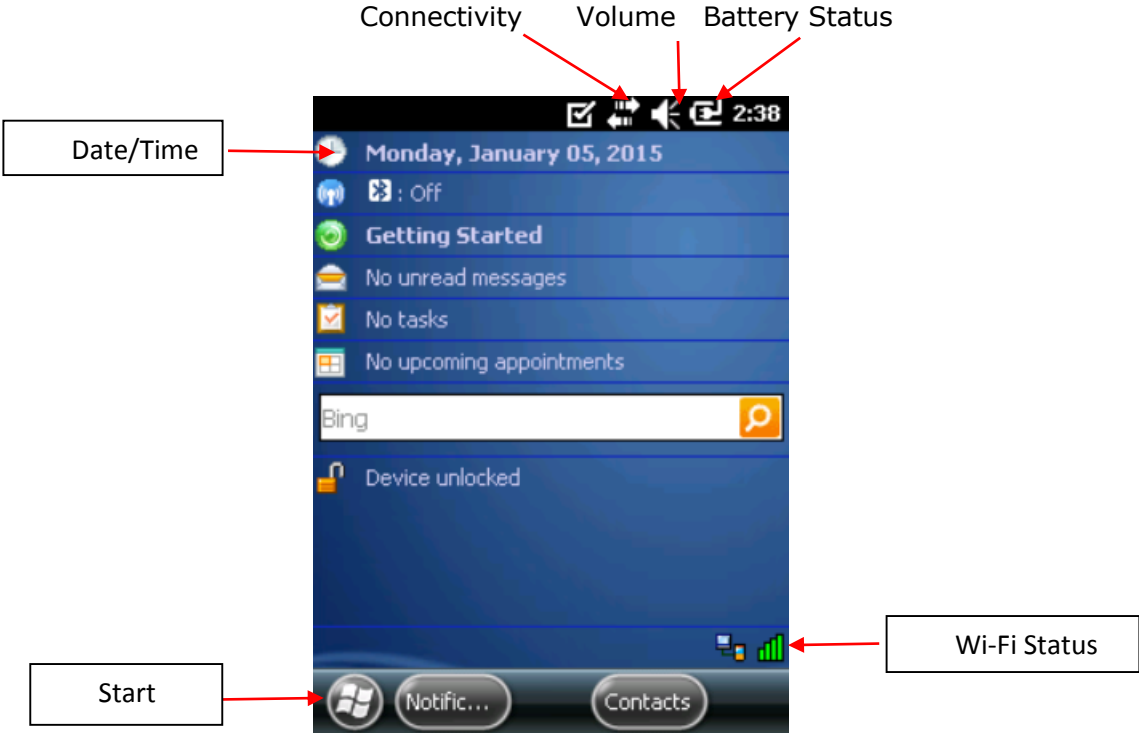 Connectivity Volume Battery Status
2:38
Date/Time
Monday, January 05, 2015
: Off
Getting Started
No unread messages
No tasks
No upcoming appointments
Bing
Device unlocked
Wi-Fi Status
Start
Notific...
Contacts